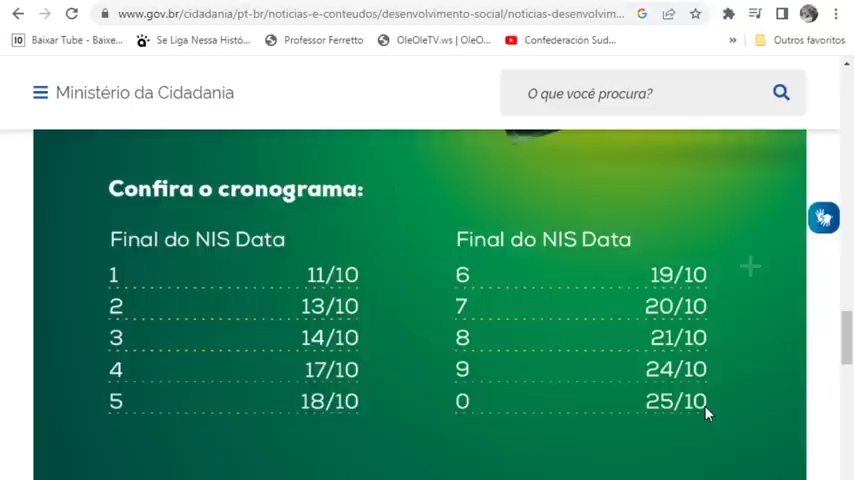 www.gov.br/cidadania/pt-br/noticias-e-conteudos/desenvolvimento-social/noticias-desenvolvim...
Baixar Tube - Baixe... Se Liga Nessa Histó... Professor Ferretto OleOleTV.ws | OleO... Confederación Sud... » Outros favoritos
Ministério da Cidadania
O que você procura?
Confira o cronograma:
Final do NIS Data Final do NIS Data
1 11/10 6 19/10
2 13/10 7 20/10
3 14/10 8 21/10
4 17/10 9 24/10
5 18/10 0 25/10